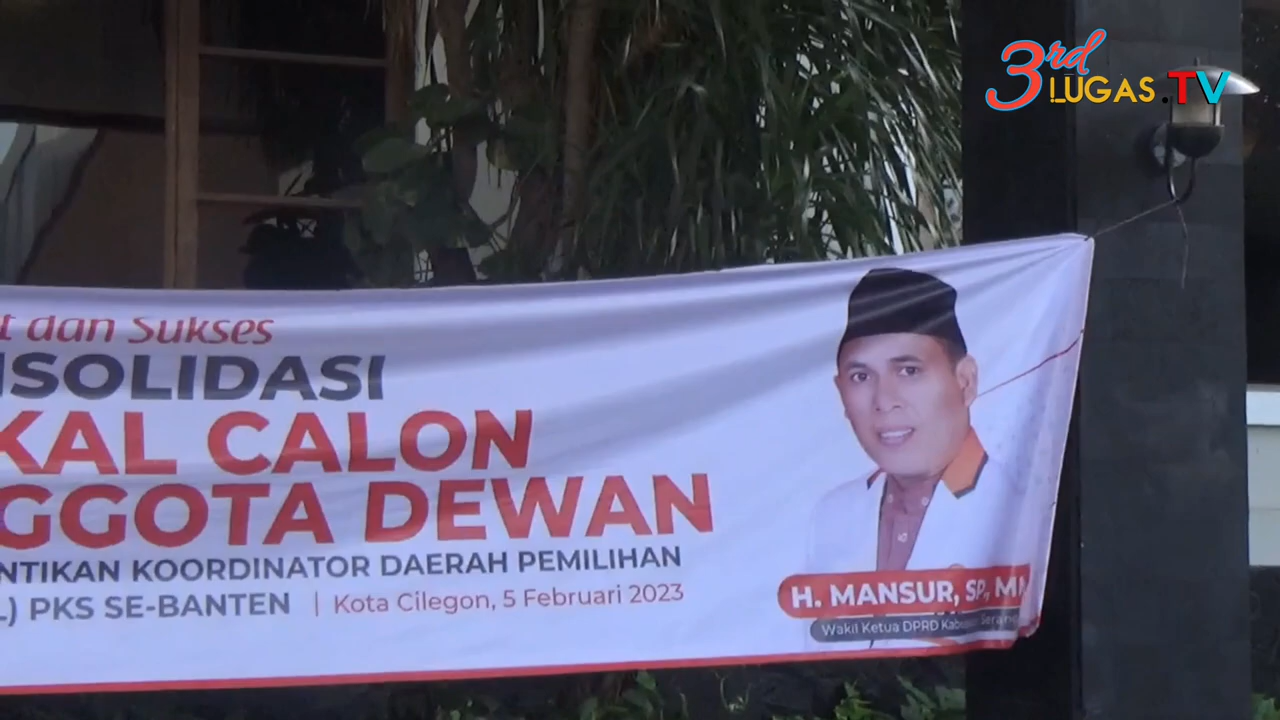 3rd
LUGAS.TV
t dan Sukses
NSOLIDASI
KAL CALON
GGOTA DEWAN
NTIKAN KOORDINATOR DAERAH PEMILIHAN
L) PKS SE-BANTEN | Kota Cilegon, 5 Februari 2023
H. MANSUR, SP, MM
Wakil Ketua DPRD Kabupaten Serang